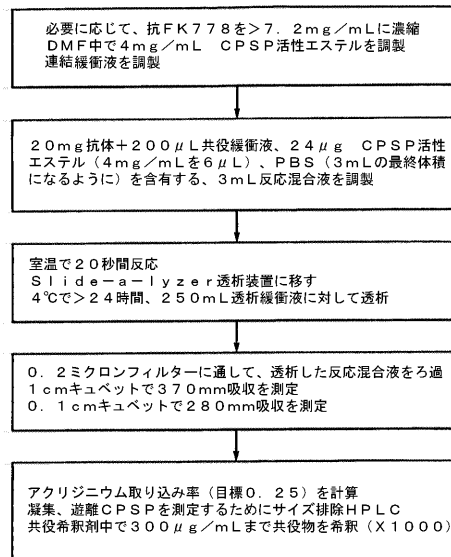 必要に応じて、抗FK778を>7.2mg/mLに濃縮
DMF中で4mg/mL CPSP活性エステルを調製
連結緩衝液を調製
20mg抗体+200μL共役緩衝液、24μg CPSP活性
エステル(4mg/mLを6μL)、PBS(3mLの最終体積
になるように)を含有する、3mL反応混合液を調製
室温で20秒間反応
Slide-a-lyzer透析装置に移す
4℃で>24時間、250mL透析緩衝液に対して透析
0.2ミクロンフィルターに通して、透析した反応混合液をろ過
1cmキュベットで370mm吸収を測定
0.1cmキュベットで280mm吸収を測定
アクリジニウム取り込み率(目標0.25)を計算
凝集、遊離CPSPを測定するためにサイズ排除HPLC
共役希釈剤中で300μg/mLまで共役物を希釈(X1000)